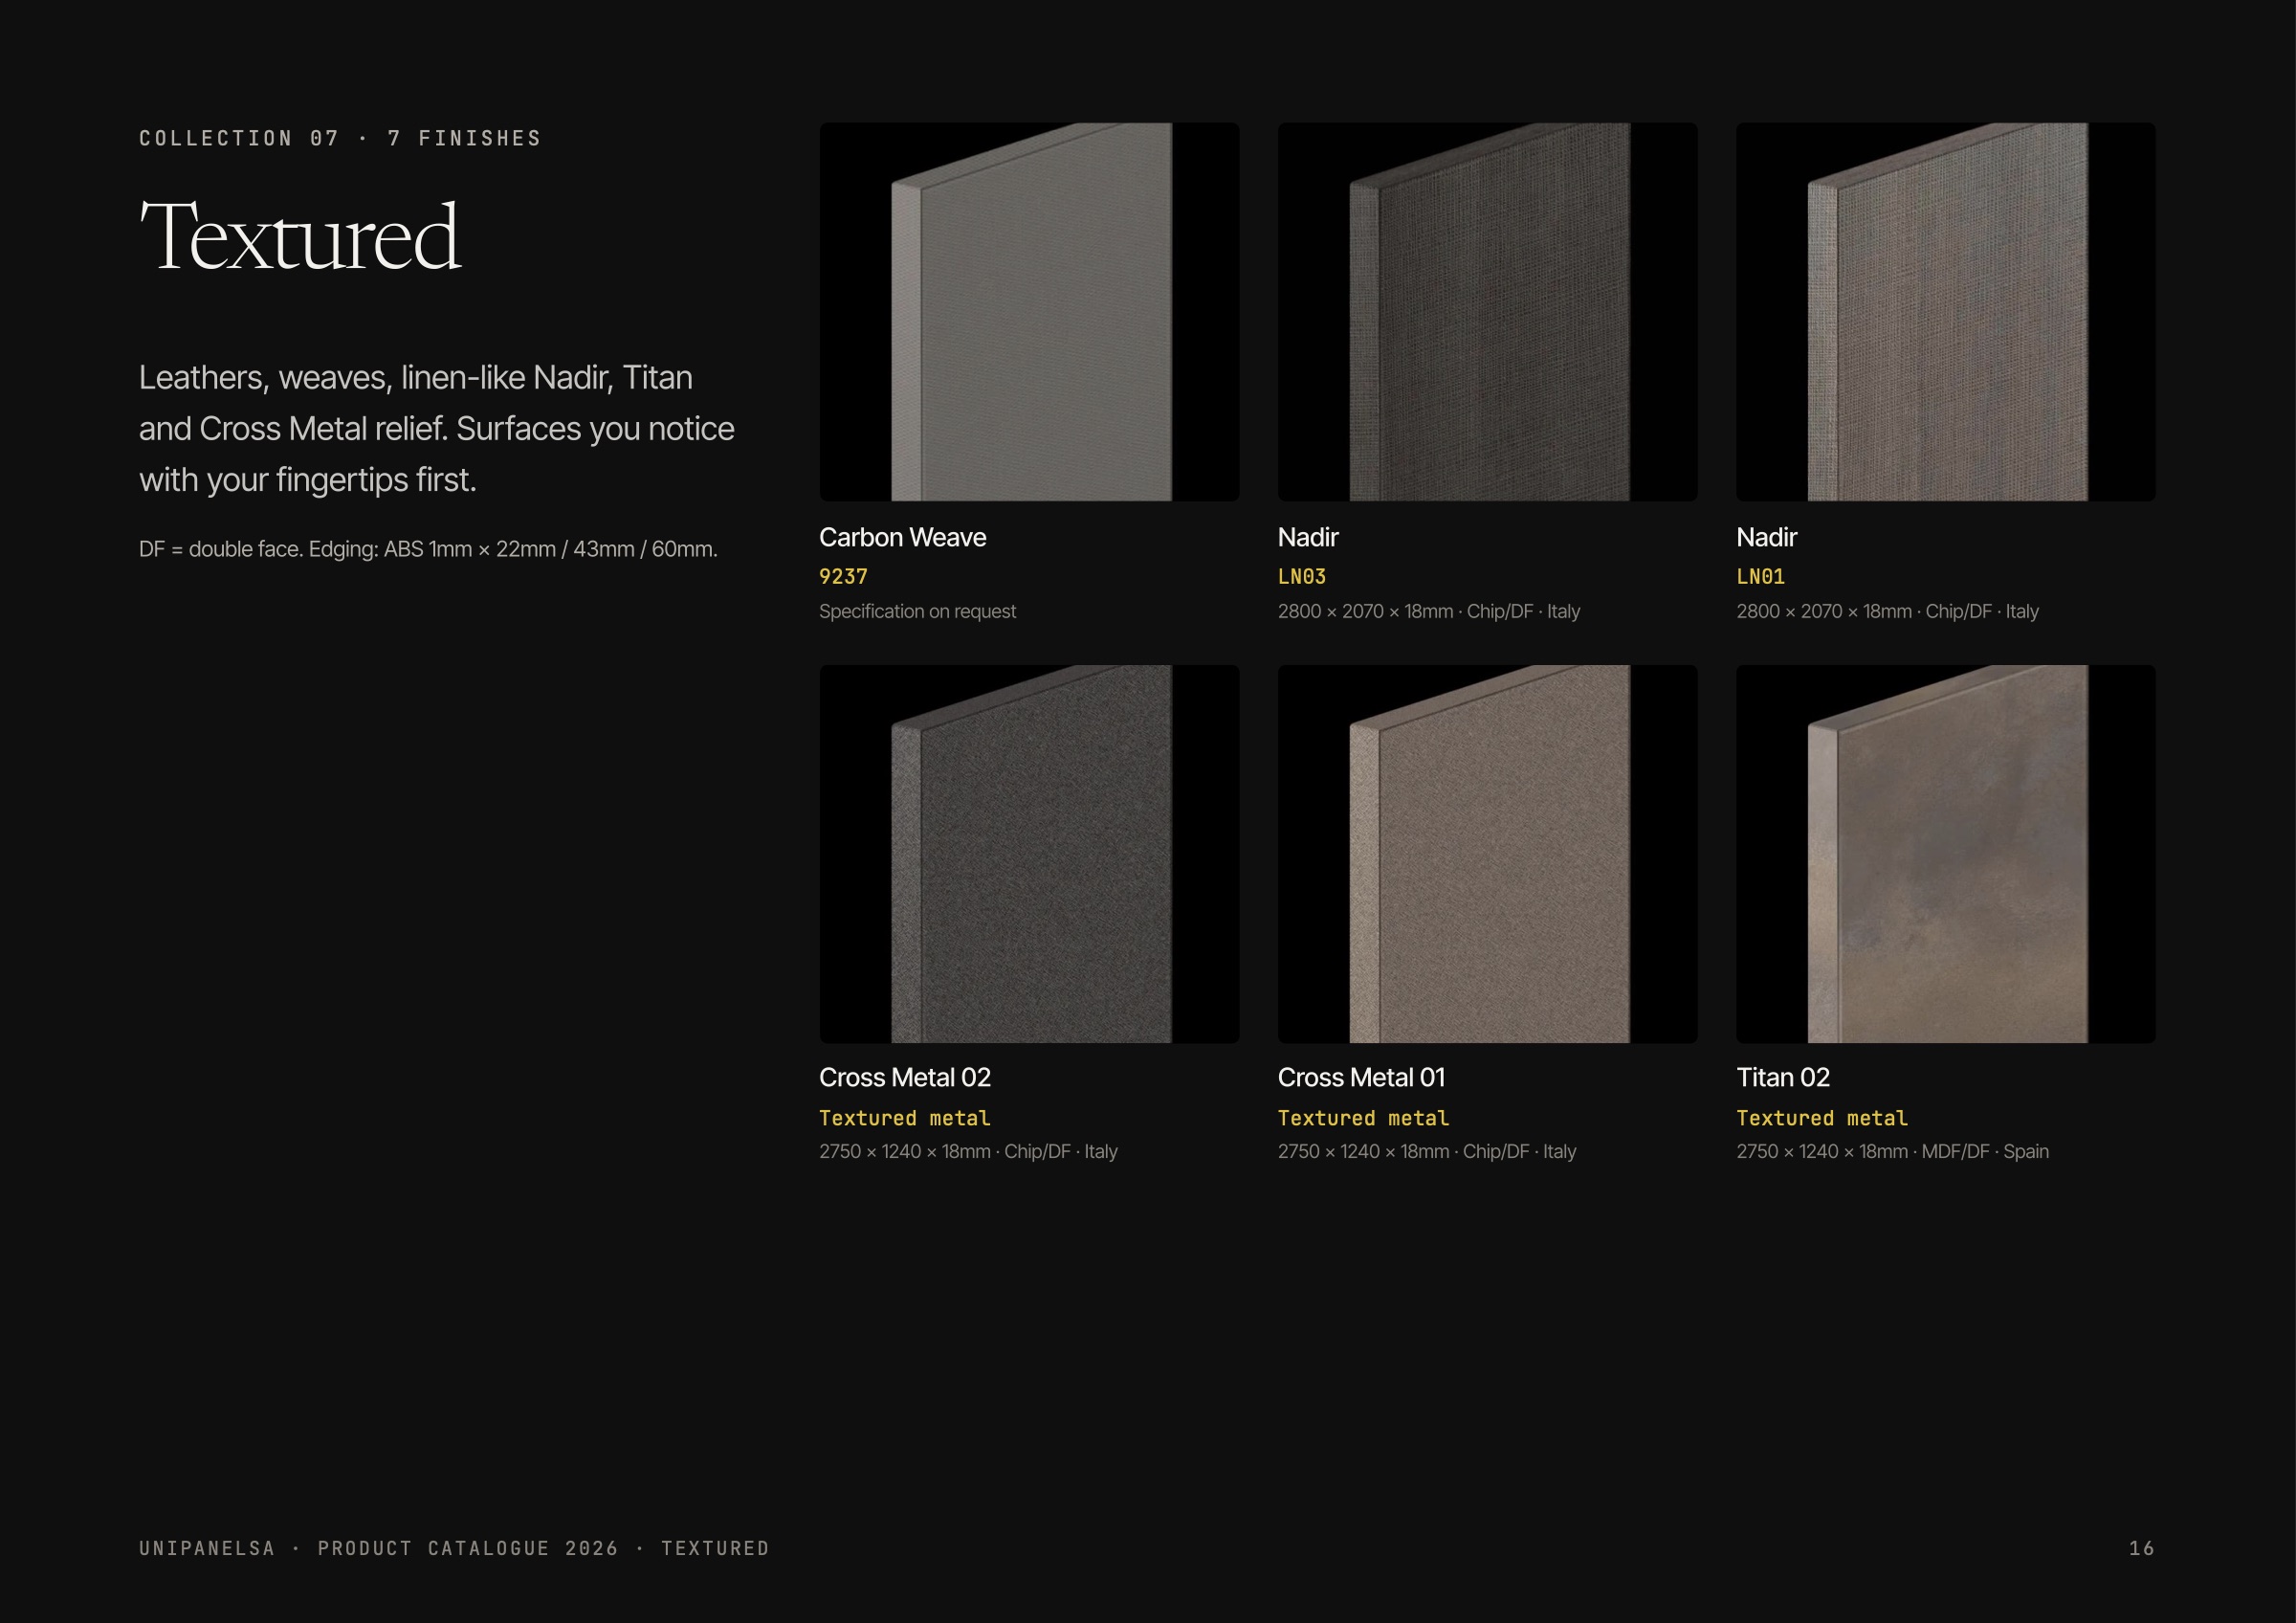 COLLECTION 07 · 7 FINISHES
Textured
Leathers, weaves, linen-like Nadir, Titan
and Cross Metal relief. Surfaces you notice
with your fingertips first.
DF = double face. Edging: ABS 1mm × 22mm / 43mm / 60mm.
Carbon Weave
9237
Specification on request
Nadir
LN03
2800 × 2070 × 18mm · Chip/DF · Italy
Nadir
LN01
2800 × 2070 × 18mm · Chip/DF · Italy
Cross Metal 02
Textured metal
2750 × 1240 × 18mm · Chip/DF · Italy
Cross Metal 01
Textured metal
2750 × 1240 × 18mm · Chip/DF · Italy
Titan 02
Textured metal
2750 × 1240 × 18mm · MDF/DF · Spain
UNIPANELSA · PRODUCT CATALOGUE 2026 · TEXTURED
16